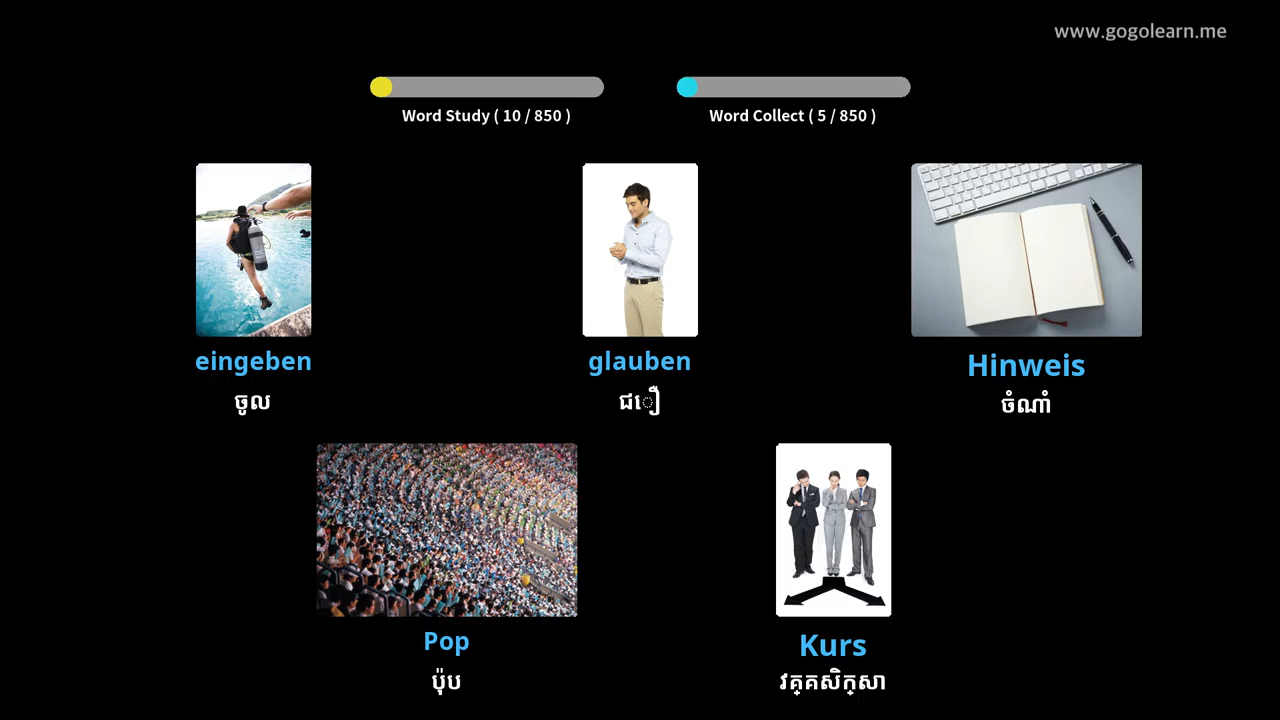 www.gogolearn.me
Word Study ( 10 / 850 )
Word Collect ( 5 / 850 )
eingeben
ចូល
glauben
ជឿ
Hinweis
ចំណាំ
Pop
ប៉ុប
Kurs
វគ្គសិក្សា